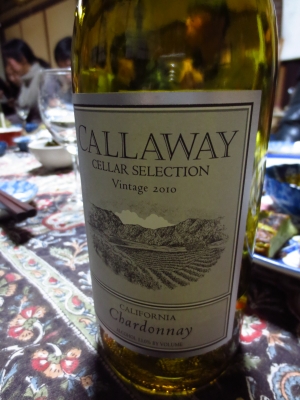 CALLAWAY
CELLAR SELECTION
Vintage 2010
CALIFORNIA
Chardonnay